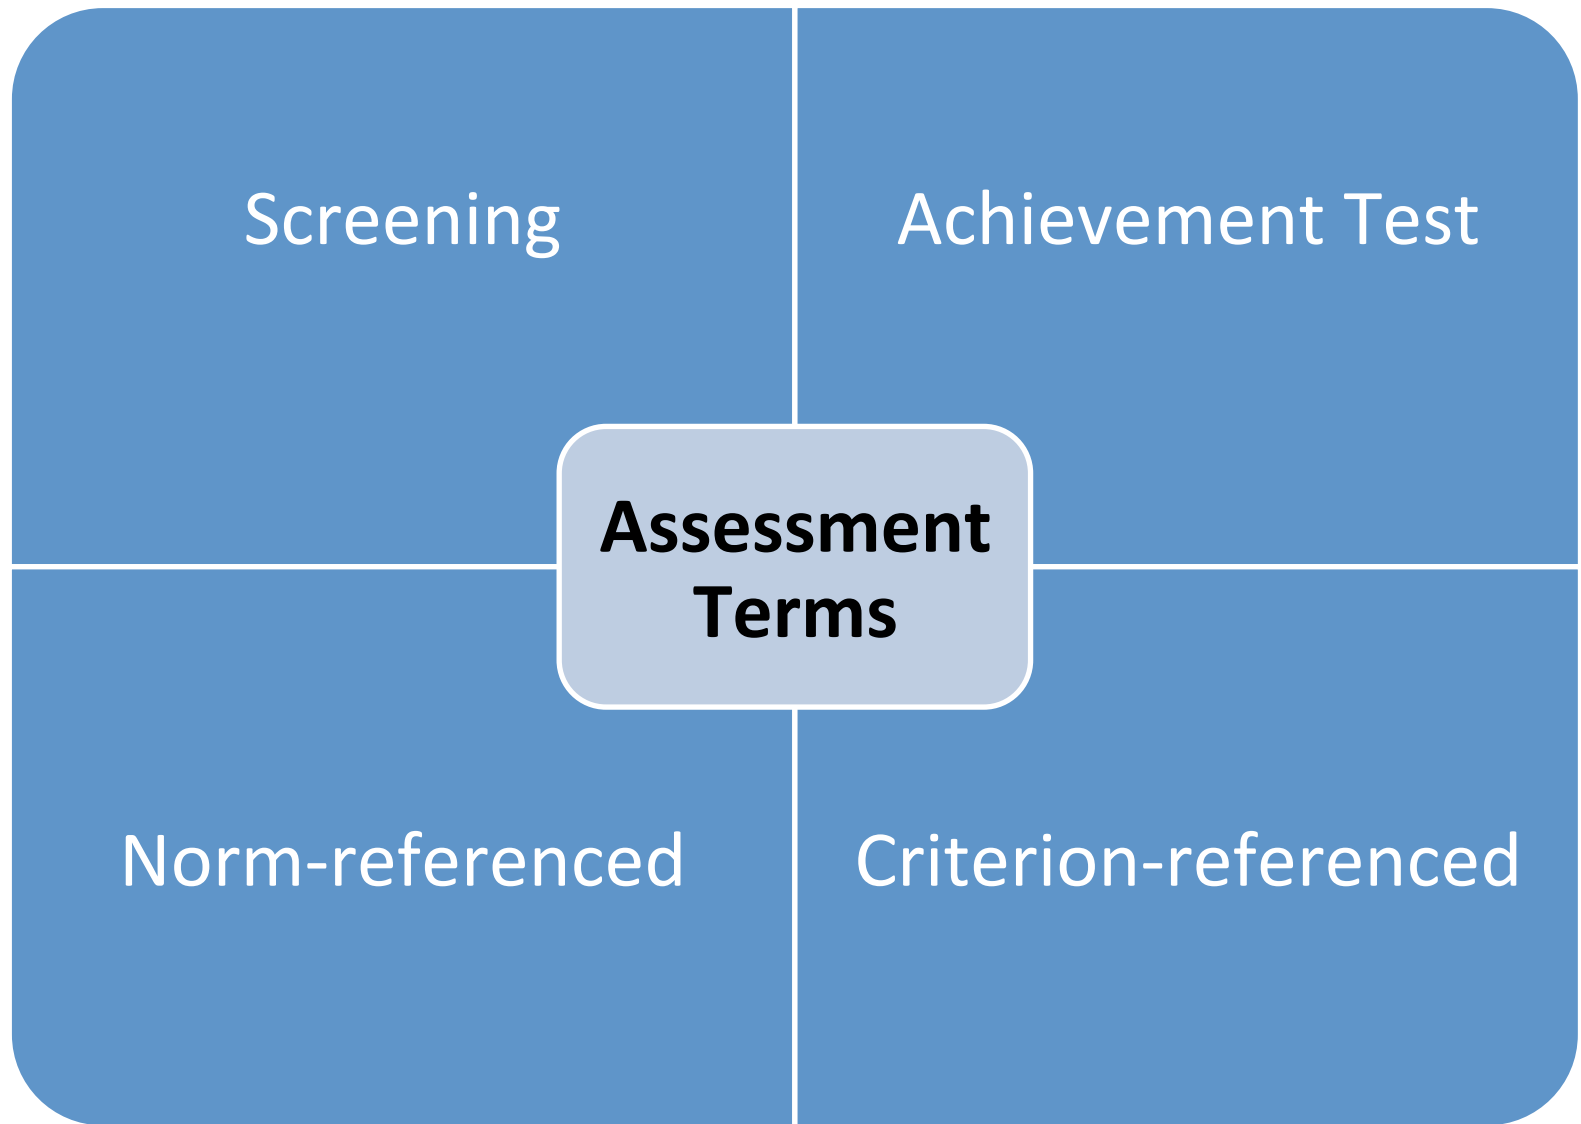 Screening
Achievement Test
Assessment
Terms
Norm-referenced
Criterion-referenced